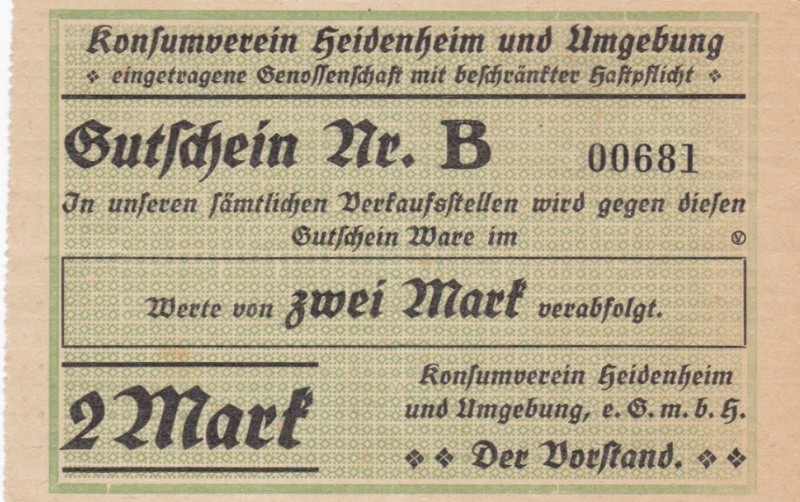 Konſumverein Heidenheim und Umgebung
eingetragene Genoſſenſchaft mit beſchränkter Haftpflicht
Gutſchein Nr. B 00681
In unſeren ſämtlichen Verkaufsſtellen wird gegen dieſen
Gutſchein Ware im
Werte von zwei Mark verabfolgt.
2 Mark
Konſumverein Heidenheim
und Umgebung, e. G. m. b. H.
Der Vorſtand.